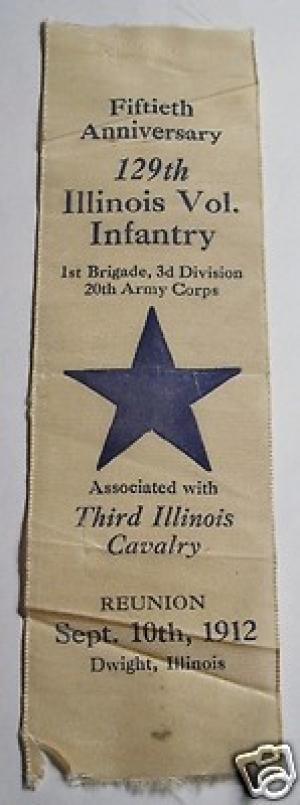 Fiftieth
Anniversary
129th
Illinois Vol.
Infantry
1st Brigade, 3d Division
20th Army Corps
Associated with
Third Illinois
Cavalry
REUNION
Sept. 10th, 1912
Dwight, Illinois